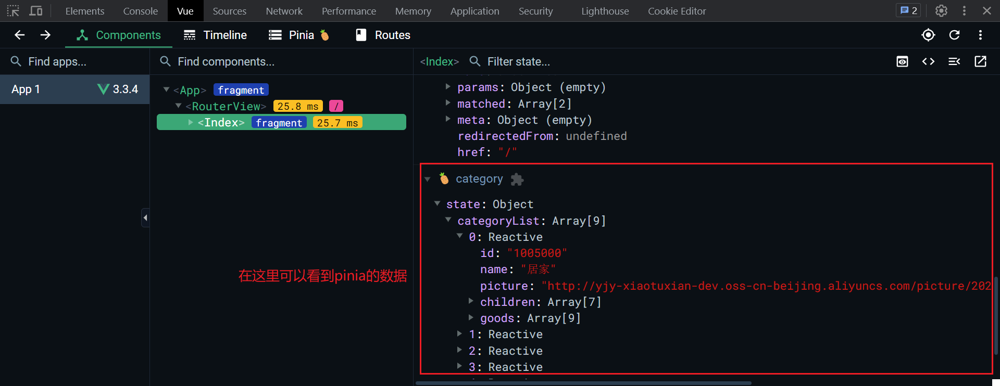 Elements Console Vue Sources Network Performance Memory Application Security Lighthouse Cookie Editor 2
Components Timeline Pinia Routes
Find apps... Find components... <Index> Filter state...
App 1 3.3.4
<App> fragment
<RouterView> 25.8 ms /
<Index> fragment 25.7 ms
在这里可以看到pinia的数据
params: Object (empty)
matched: Array[2]
meta: Object (empty)
redirectedFrom: undefined
href: "/"
category
state: Object
categoryList: Array[9]
0: Reactive
id: "1005000"
name: "居家"
picture: "http://yjy-xiaotuxian-dev.oss-cn-beijing.aliyuncs.com/picture/202
children: Array[7]
goods: Array[9]
1: Reactive
2: Reactive
3: Reactive